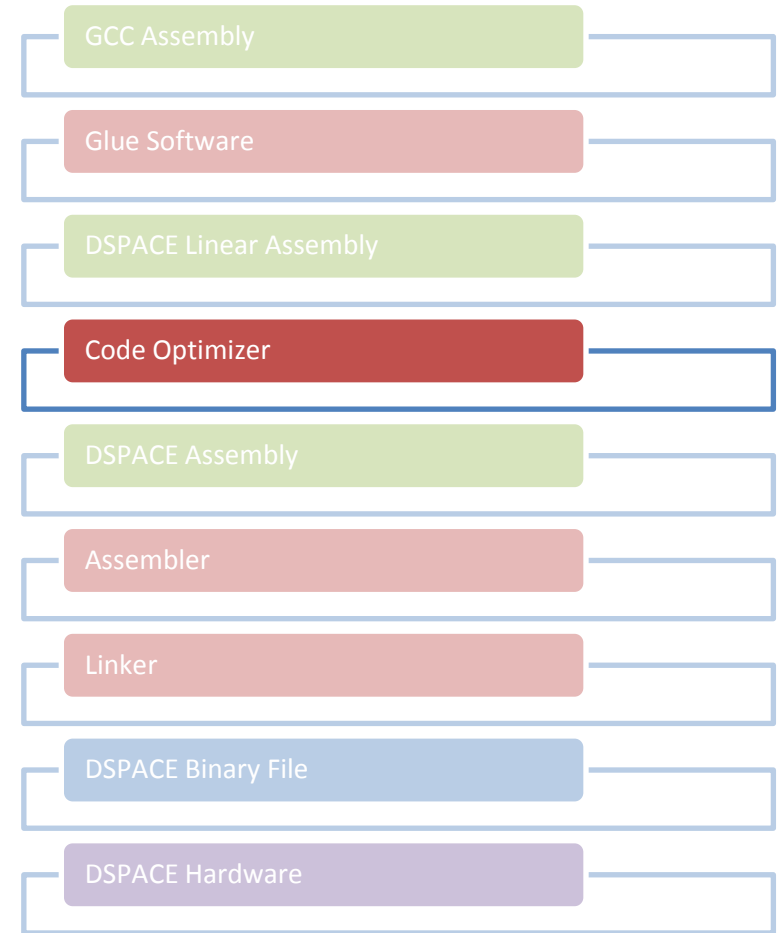 GCC Assembly
Glue Software
DSPACE Linear Assembly
Code Optimizer
DSPACE Assembly
Assembler
Linker
DSPACE Binary File
DSPACE Hardware